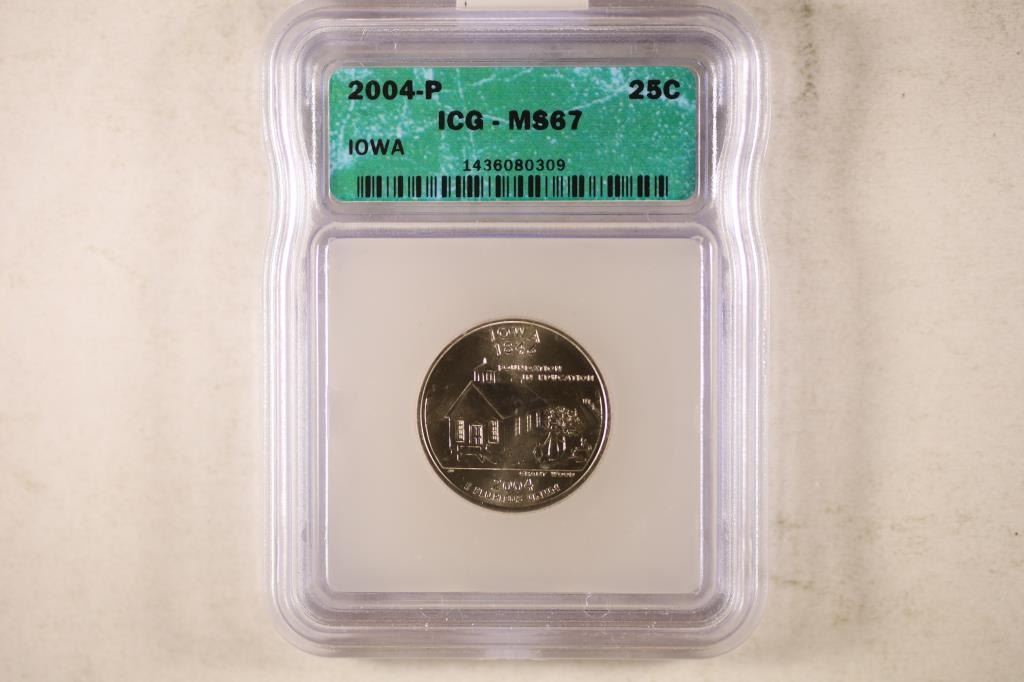 2004-P 25C
ICG - MS67
IOWA
1436080309
IOWA
1846
FOUNDATION
IN EDUCATION
GRANT WOOD
2004
E PLURIBUS UNUM